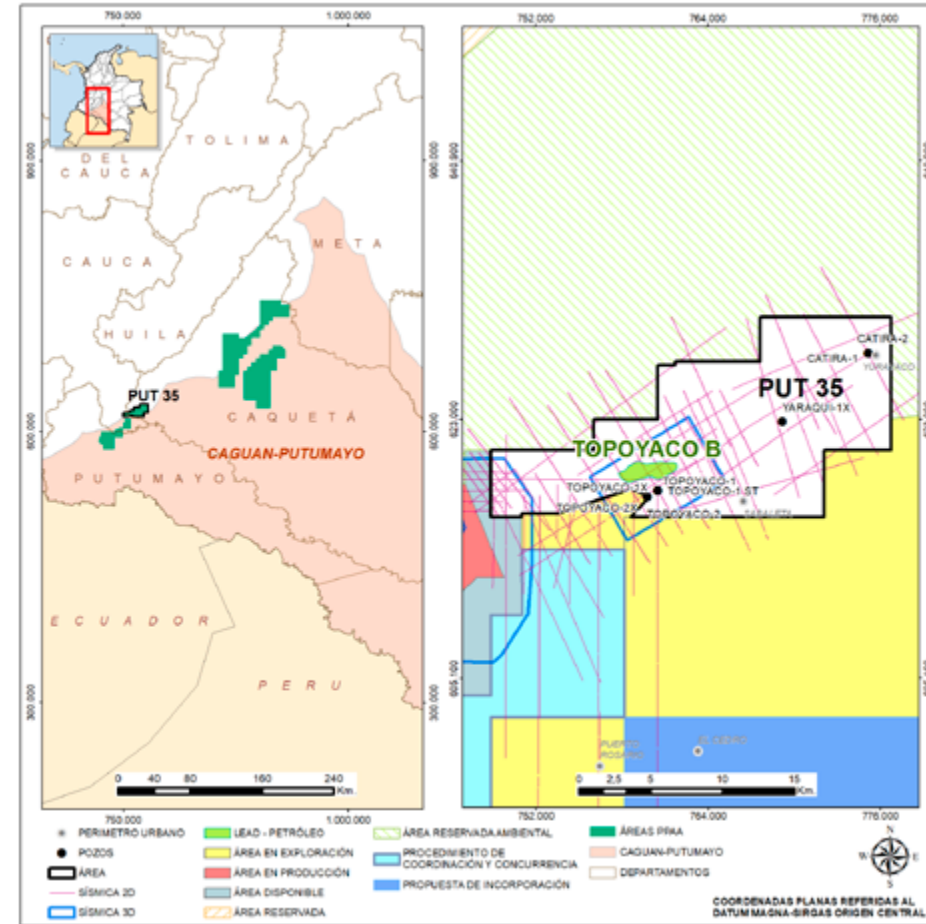 750.000
1.000.000
900.000
600.000
300.000
TOLIMA
DEL
CAUCA
META
CAUCA
HUILA
PUT 35
CAQUETÁ
CAGUAN-PUTUMAYO
PUTUMAYO
ECUADOR
PERU
0 40 80 160 240
Km.
750.000
1.000.000
900.000
600.000
300.000
752.000
764.000
776.000
623.000
605.100
CATIRA-2
CATIRA-1
PUT 35
YARAQUI-1X
TOPOYACO B
TOPOYACO-1X
TOPOYACO-1
TOPOYACO-1 ST
TOPOYACO-2X
TOPOYACO-2
PUERTO
0 2,5 5 10 15
Km.
752.000
764.000
776.000
PERIMETRO URBANO
POZOS
ÁREA
SÍSMICA 2D
SÍSMICA 3D
LEAD - PETRÓLEO
ÁREA EN EXPLORACIÓN
ÁREA EN PRODUCCIÓN
ÁREA DISPONIBLE
ÁREA RESERVADA
ÁREA RESERVADA AMBIENTAL
PROCEDIMIENTO DE
COORDINACIÓN Y CONCURRENCIA
PROPUESTA DE INCORPORACIÓN
ÁREAS PPAA
CAGUAN-PUTUMAYO
DEPARTAMENTOS
N
W E
S
COORDENADAS PLANAS REFERIDAS AL
DATUM MAGNA-SIRGAS ORIGEN CENTRAL